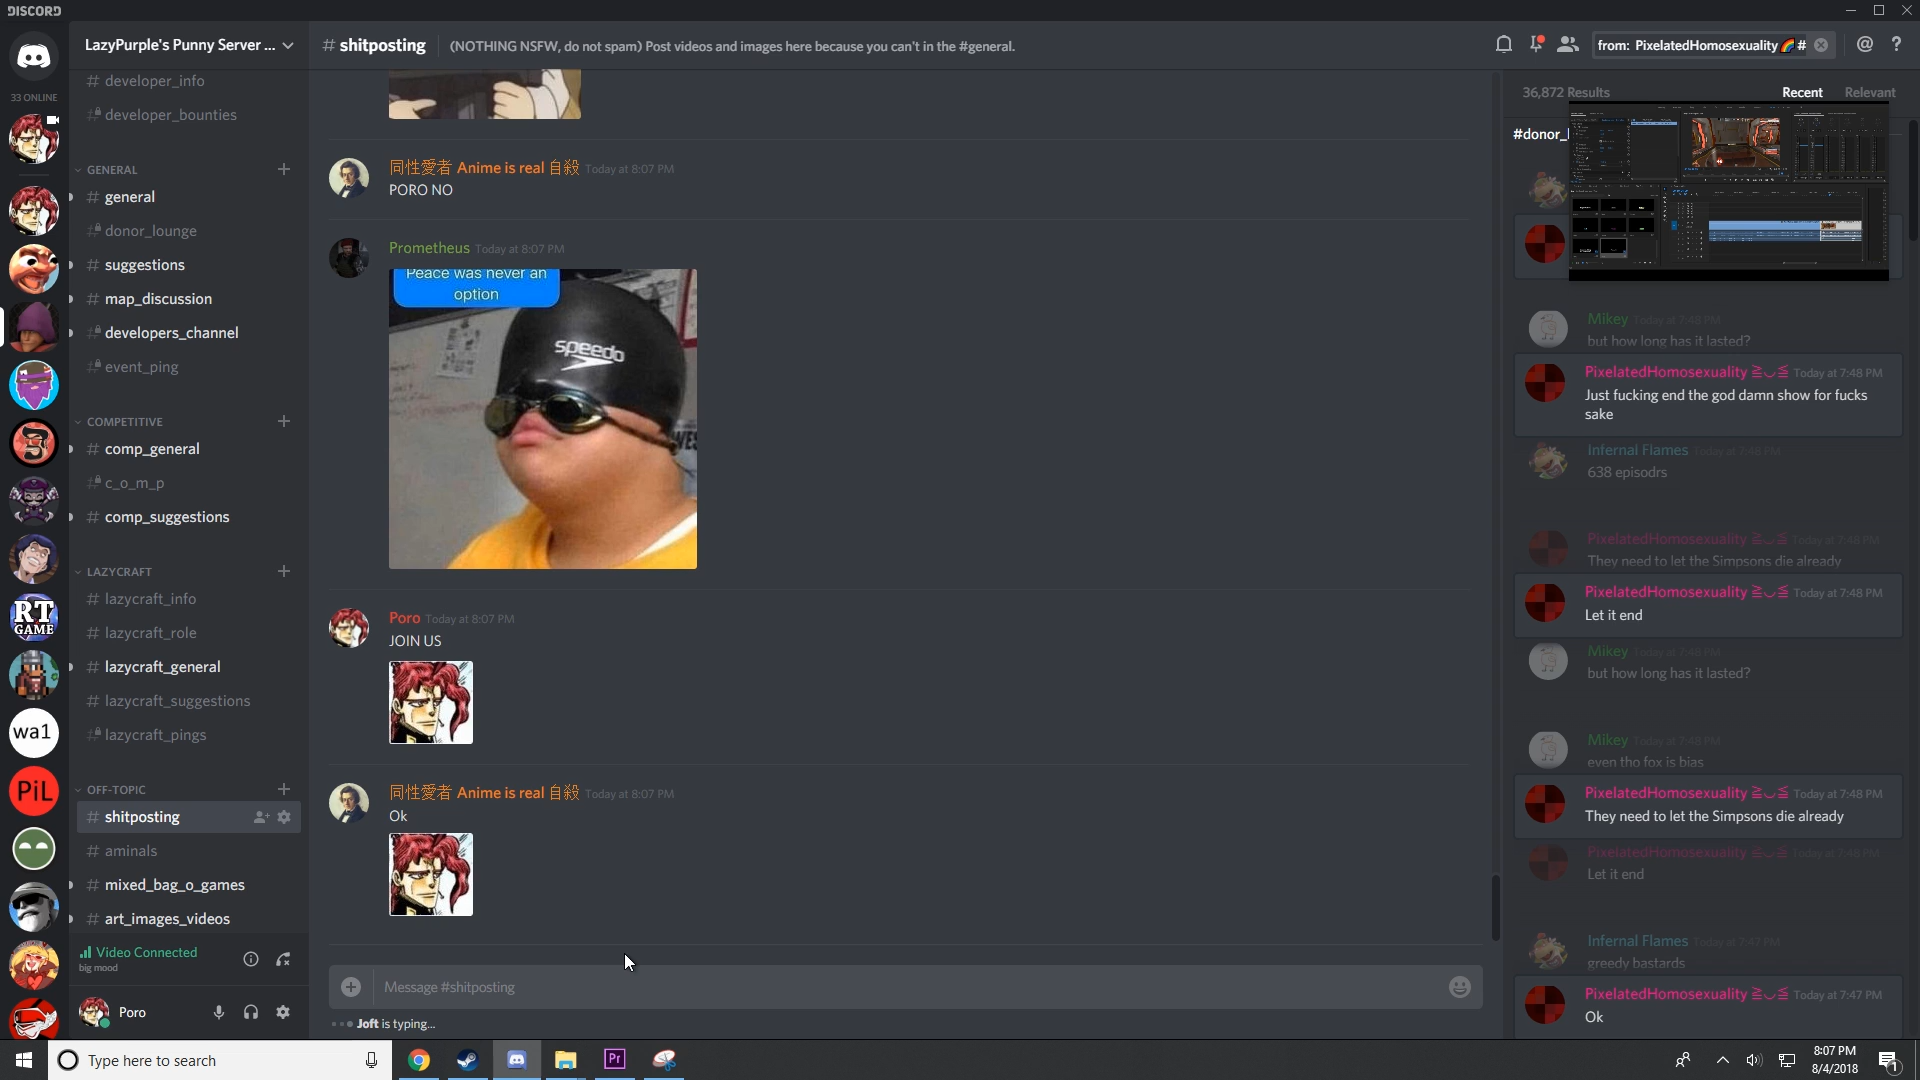 DISCORD
LazyPurple's Punny Server ...
# shitposting
(NOTHING NSFW, do not spam) Post videos and images here because you can't in the #general.
from: PixelatedHomosexuality🌈#
33 ONLINE
RT
GAME
wa1
PiL
# developer_info
# developer_bounties
GENERAL
# general
# donor_lounge
# suggestions
# map_discussion
# developers_channel
# event_ping
COMPETITIVE
# comp_general
# c_o_m_p
# comp_suggestions
LAZYCRAFT
# lazycraft_info
# lazycraft_role
# lazycraft_general
# lazycraft_suggestions
# lazycraft_pings
OFF-TOPIC
# shitposting
# aminals
# mixed_bag_o_games
# art_images_videos
Video Connected
big mood
Poro
同性愛者 Anime is real 自殺 Today at 8:07 PM
PORO NO
Prometheus Today at 8:07 PM
Peace was never an
option
speedo
Poro Today at 8:07 PM
JOIN US
同性愛者 Anime is real 自殺 Today at 8:07 PM
Ok
Message #shitposting
Joft is typing...
36,872 Results
Recent
Relevant
#donor_l
Mikey Today at 7:48 PM
but how long has it lasted?
PixelatedHomosexuality ≧◡≦ Today at 7:48 PM
Just fucking end the god damn show for fucks
sake
Infernal Flames Today at 7:48 PM
638 episodrs
PixelatedHomosexuality ≧◡≦ Today at 7:48 PM
They need to let the Simpsons die already
PixelatedHomosexuality ≧◡≦ Today at 7:48 PM
Let it end
Mikey Today at 7:48 PM
but how long has it lasted?
Mikey Today at 7:48 PM
even tho fox is bias
PixelatedHomosexuality ≧◡≦ Today at 7:48 PM
They need to let the Simpsons die already
PixelatedHomosexuality ≧◡≦ Today at 7:48 PM
Let it end
Infernal Flames Today at 7:47 PM
greedy bastards
PixelatedHomosexuality ≧◡≦ Today at 7:47 PM
Ok
Type here to search
Pr
8:07 PM
8/4/2018
1